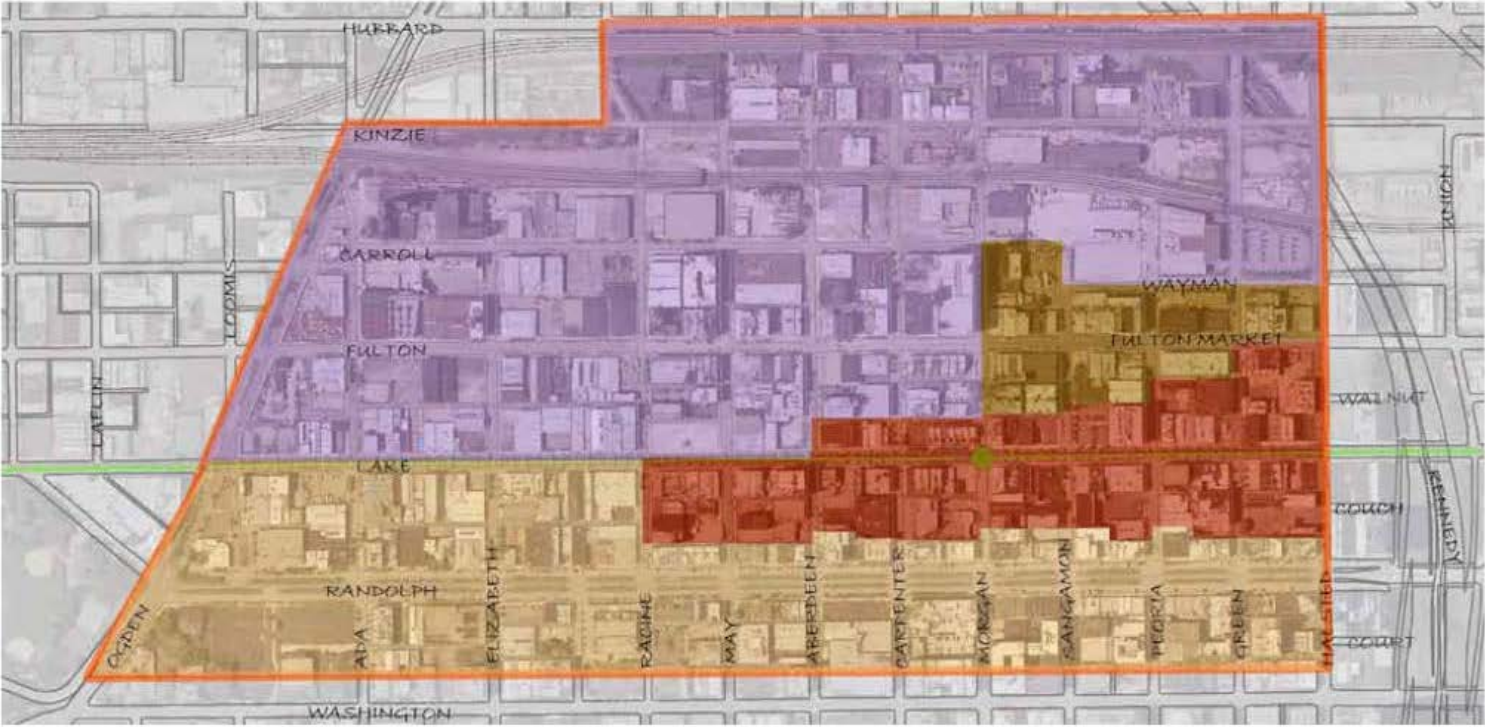 HUBBARD
KINZIE
UNION
CARROLL
LOOMIS
WAYMAN
FULTON MARKET
FULTON
LAFLIN
WALNUT
LAKE
KENNEDY
COUCH
RANDOLPH
OGDEN
ADA
ELIZABETH
RACINE
MAY
ABERDEEN
CARPENTER
MORGAN
SANGAMON
PEORIA
GREEN
HALSTED
COURT
WASHINGTON